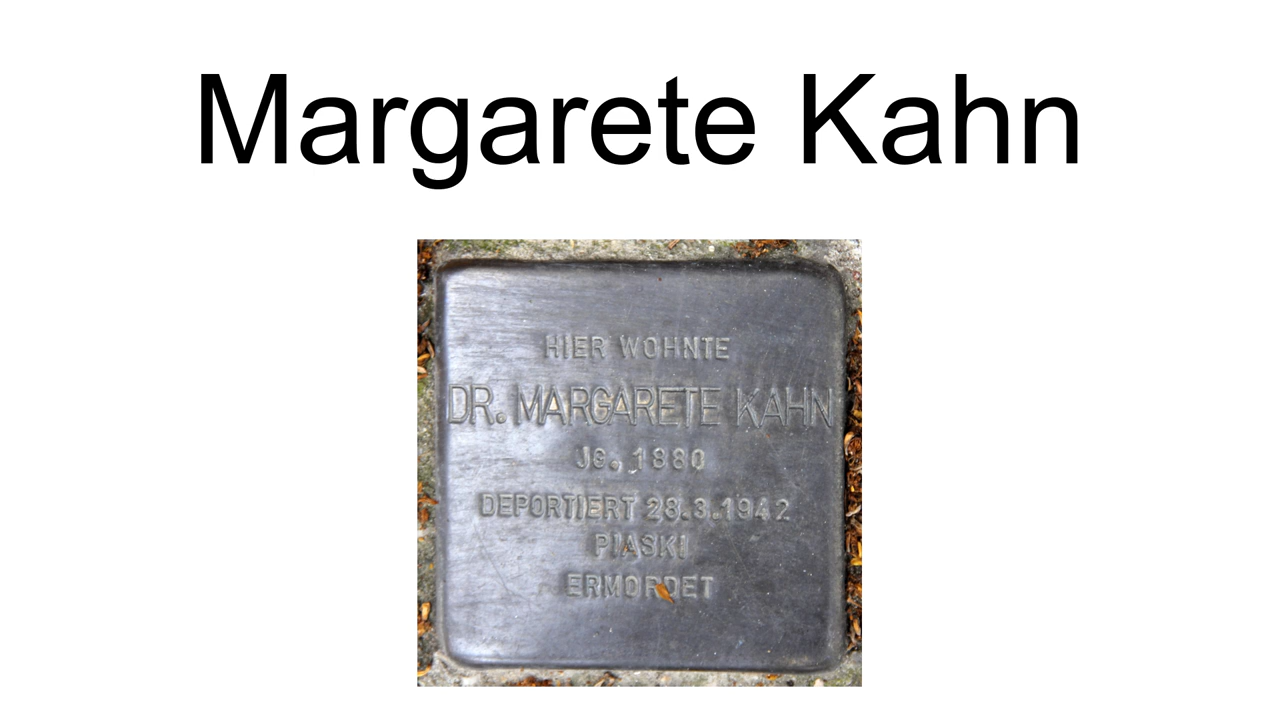 Margarete Kahn
HIER WOHNTE
DR. MARGARETE KAHN
JG. 1880
DEPORTIERT 28.3.1942
PIASKI
ERMORDET